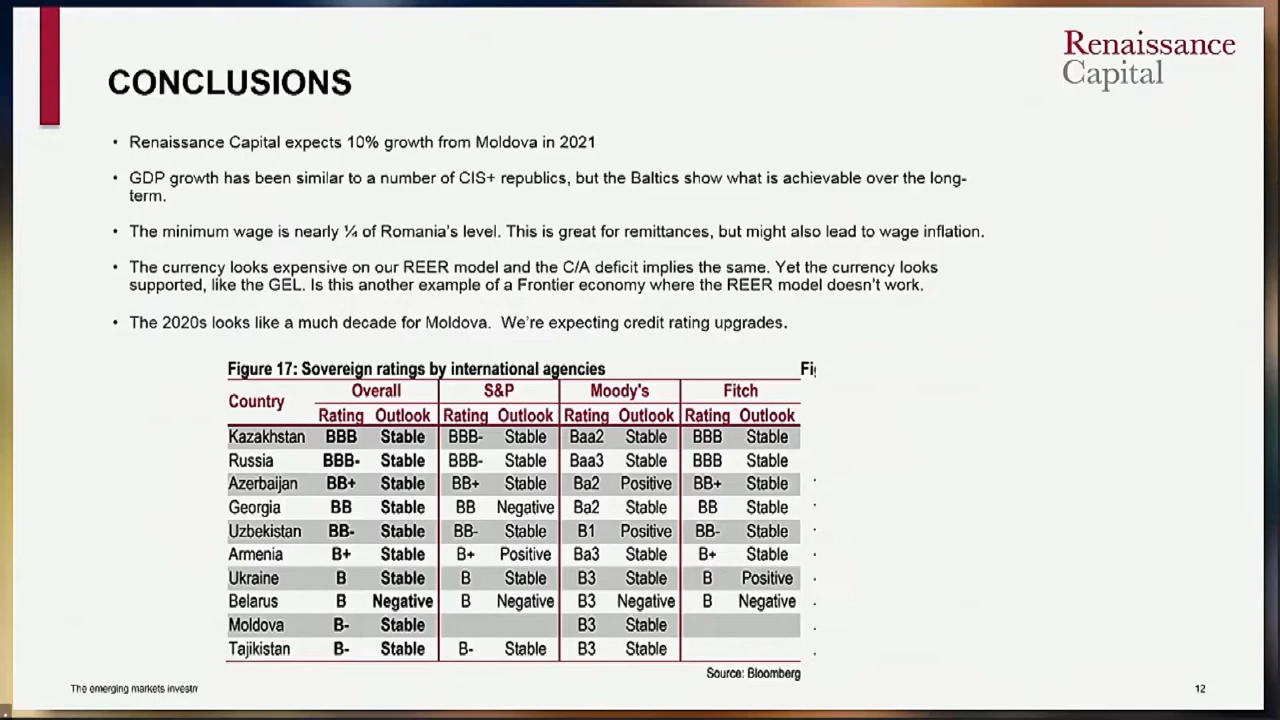 Renaissance
Capital
CONCLUSIONS
• Renaissance Capital expects 10% growth from Moldova in 2021
• GDP growth has been similar to a number of CIS+ republics, but the Baltics show what is achievable over the long-
term.
• The minimum wage is nearly ¼ of Romania's level. This is great for remittances, but might also lead to wage inflation.
• The currency looks expensive on our REER model and the C/A deficit implies the same. Yet the currency looks
supported, like the GEL. Is this another example of a Frontier economy where the REER model doesn't work.
• The 2020s looks like a much decade for Moldova. We're expecting credit rating upgrades.
Figure 17: Sovereign ratings by international agencies
Country Overall S&P Moody's Fitch
Rating Outlook Rating Outlook Rating Outlook Rating Outlook
Kazakhstan BBB Stable BBB- Stable Baa2 Stable BBB Stable
Russia BBB- Stable BBB- Stable Baa3 Stable BBB Stable
Azerbaijan BB+ Stable BB+ Stable Ba2 Positive BB+ Stable
Georgia BB Stable BB Negative Ba2 Stable BB Stable
Uzbekistan BB- Stable BB- Stable B1 Positive BB- Stable
Armenia B+ Stable B+ Positive Ba3 Stable B+ Stable
Ukraine B Stable B Stable B3 Stable B Positive
Belarus B Negative B Negative B3 Negative B Negative
Moldova B- Stable B3 Stable
Tajikistan B- Stable B- Stable B3 Stable
Source: Bloomberg
The emerging markets
12